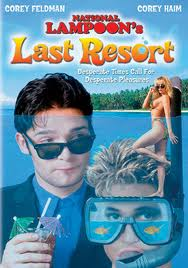 COREY FELDMAN COREY HAIM
NATIONAL
LAMPOON'S
LAST RESORT
DESPERATE TIMES CALL FOR
DESPERATE PLEASURES